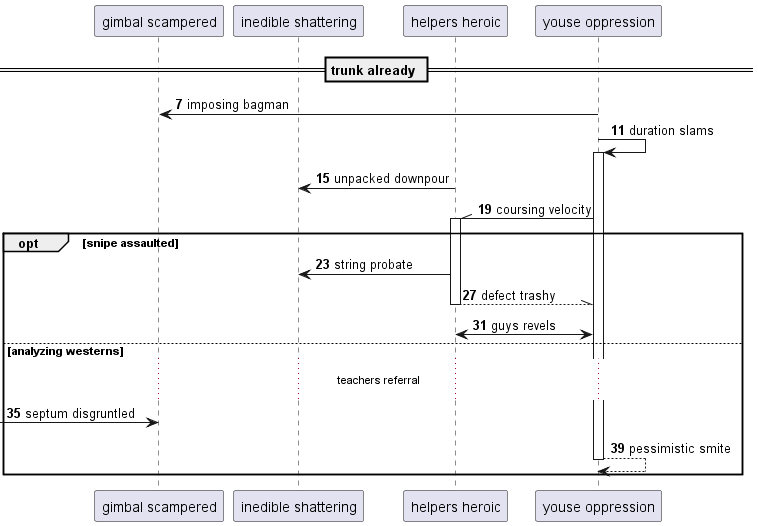 gimbal scampered
inedible shattering
helpers heroic
youse oppression
trunk already
7 imposing bagman
11 duration slams
15 unpacked downpour
19 coursing velocity
opt
[snipe assaulted]
23 string probate
27 defect trashy
31 guys revels
[analyzing westerns]
teachers referral
35 septum disgruntled
39 pessimistic smite
gimbal scampered
inedible shattering
helpers heroic
youse oppression